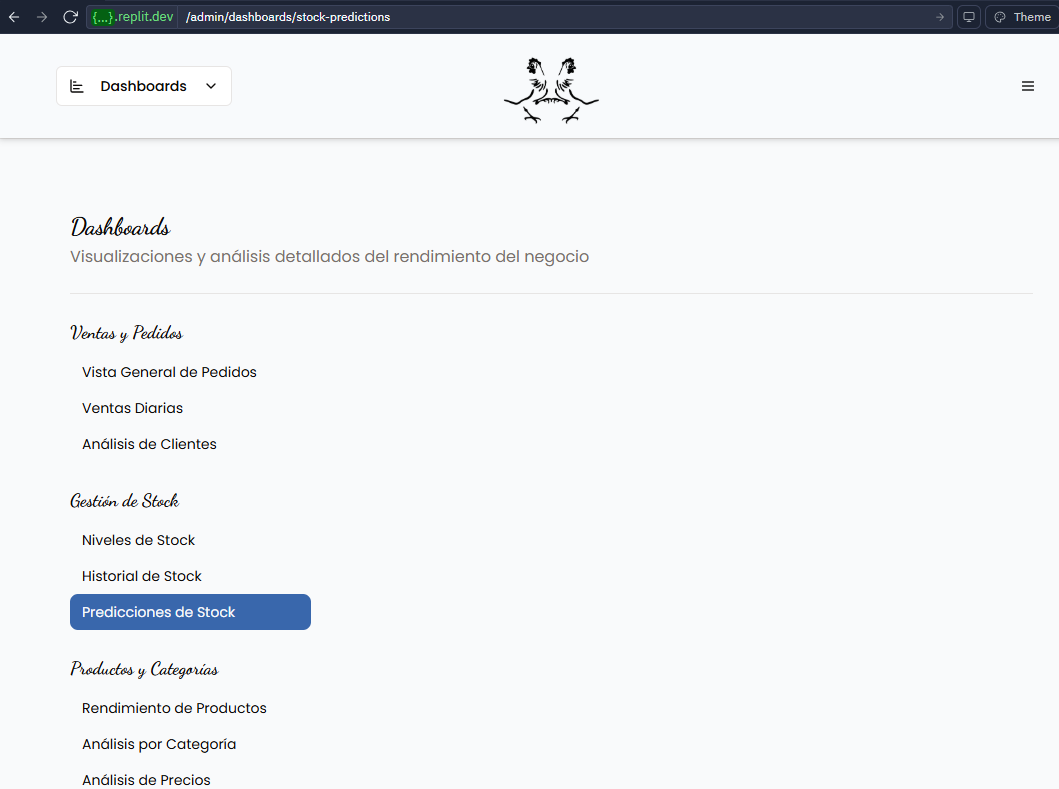 {...}.replit.dev /admin/dashboards/stock-predictions Theme
Dashboards
Dashboards
Visualizaciones y análisis detallados del rendimiento del negocio
Ventas y Pedidos
Vista General de Pedidos
Ventas Diarias
Análisis de Clientes
Gestión de Stock
Niveles de Stock
Historial de Stock
Predicciones de Stock
Productos y Categorías
Rendimiento de Productos
Análisis por Categoría
Análisis de Precios